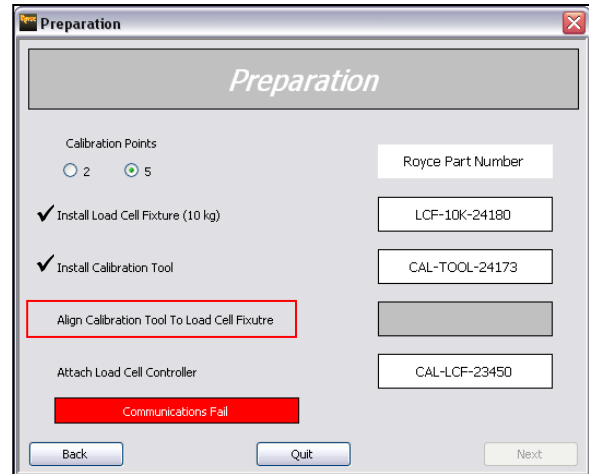 Preparation
Preparation
Calibration Points
2 5
Royce Part Number
Install Load Cell Fixture (10 kg)
LCF-10K-24180
Install Calibration Tool
CAL-TOOL-24173
Align Calibration Tool To Load Cell Fixutre
Attach Load Cell Controller
CAL-LCF-23450
Communications Fail
Back Quit Next